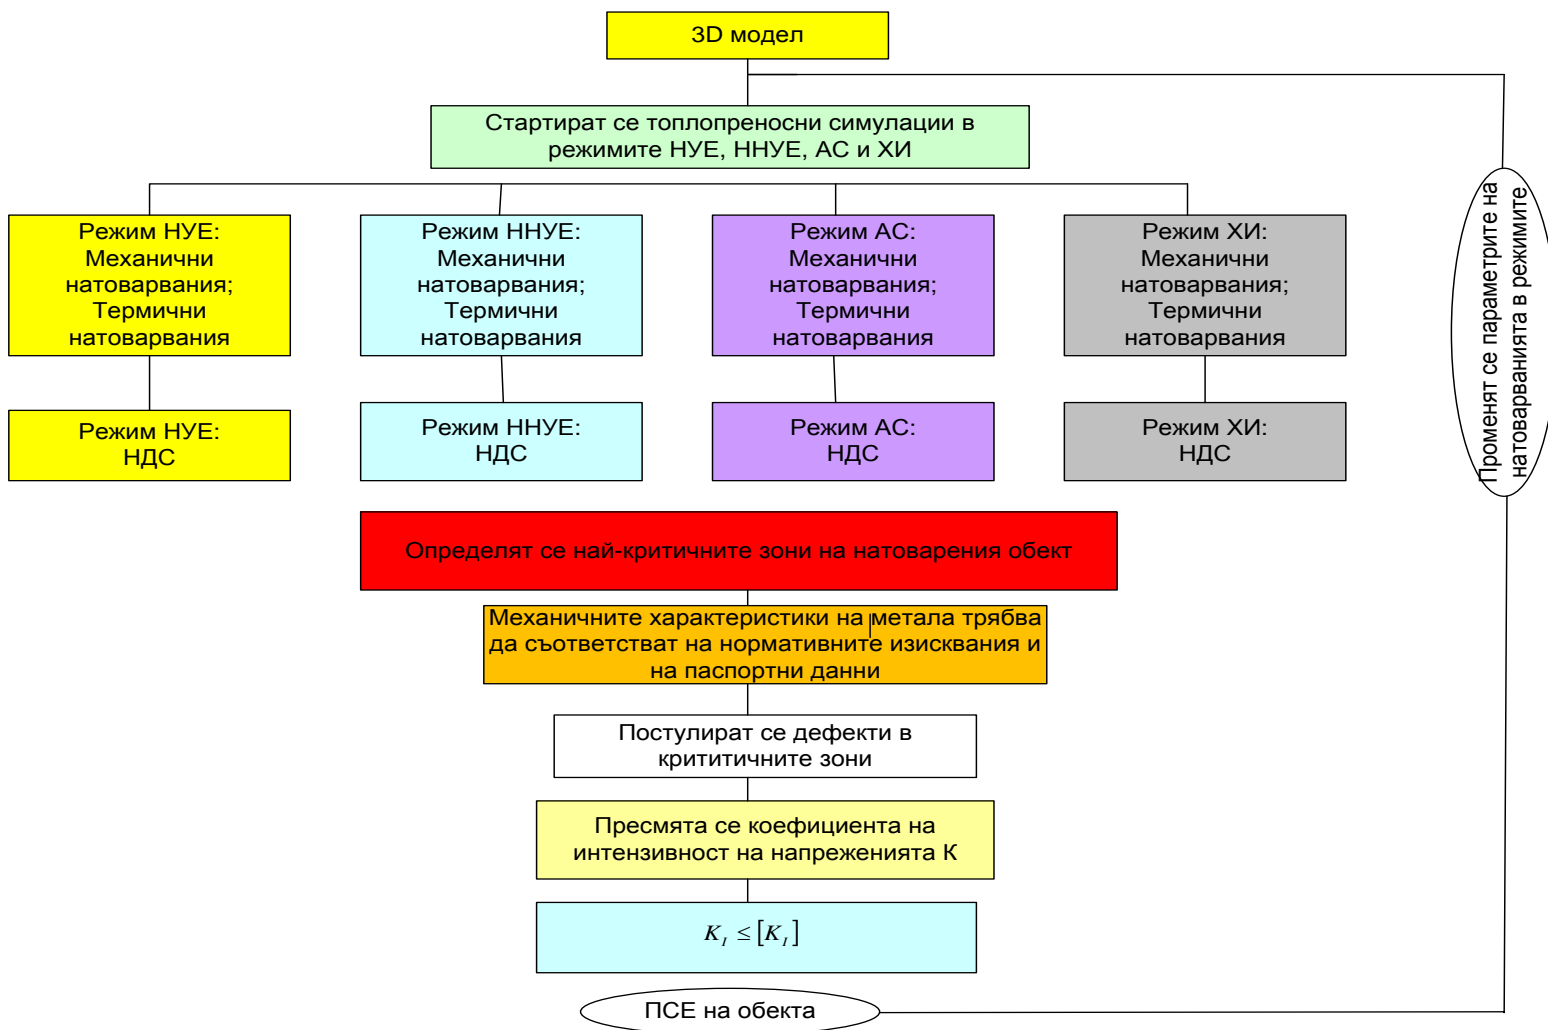 3D модел
Стартират се топлопреносни симулации в
режимите НУЕ, ННУЕ, АС и ХИ
Режим НУЕ:
Механични
натоварвания;
Термични
натоварвания
Режим ННУЕ:
Механични
натоварвания;
Термични
натоварвания
Режим АС:
Механични
натоварвания;
Термични
натоварвания
Режим ХИ:
Механични
натоварвания;
Термични
натоварвания
Променят се параметрите на
натоварванията в режимите
Режим НУЕ:
НДС
Режим ННУЕ:
НДС
Режим АС:
НДС
Режим ХИ:
НДС
Определят се най-критичните зони на натоварения обект
Механичните характеристики на метала трябва
да съответстват на нормативните изисквания и
на паспортни данни
Постулират се дефекти в
крититичните зони
Пресмята се коефициента на
интензивност на напреженията К
K_I ≤ [K_I]
ПСЕ на обекта